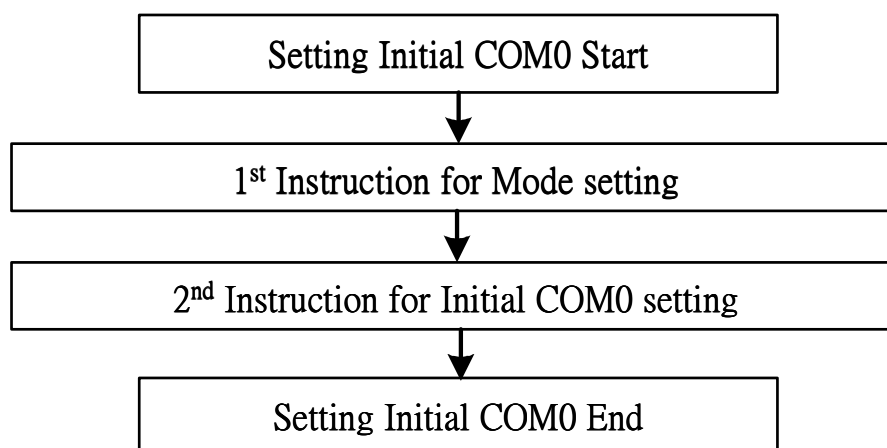 Setting Initial COM0 Start
1st Instruction for Mode setting
2nd Instruction for Initial COM0 setting
Setting Initial COM0 End